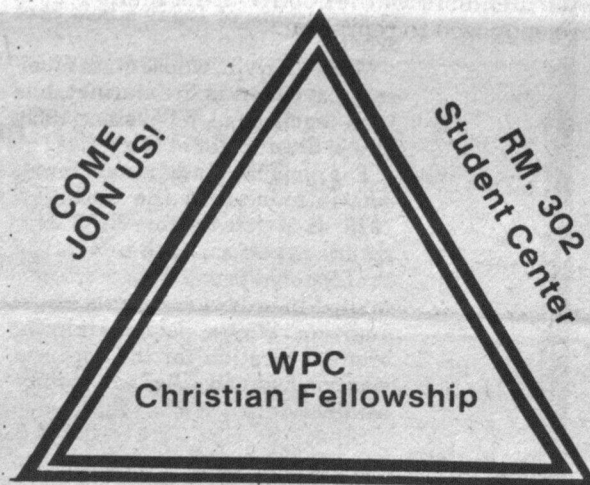 COME
JOIN US!
RM. 302
Student Center
WPC
Christian Fellowship